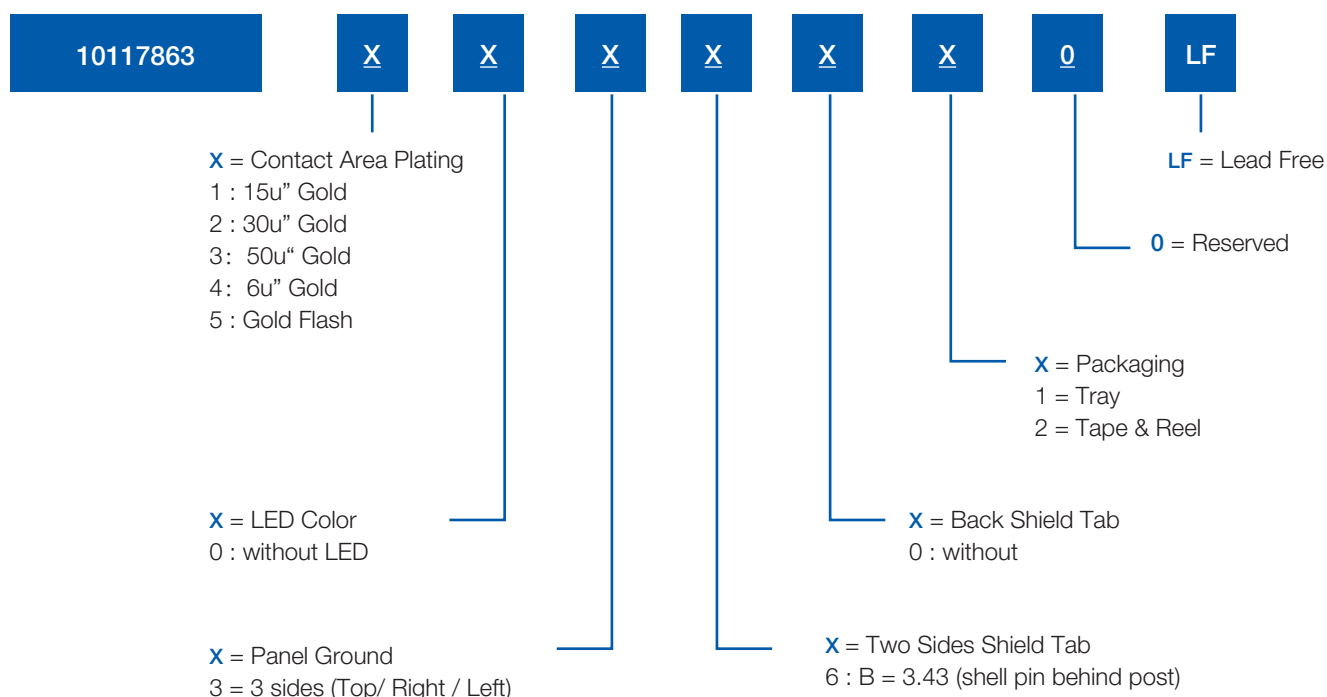 10117863 X X X X X X 0 LF
X = Contact Area Plating
1 : 15u” Gold
2 : 30u” Gold
3： 50u“ Gold
4： 6u” Gold
5 : Gold Flash
LF = Lead Free
0 = Reserved
X = Packaging
1 = Tray
2 = Tape & Reel
X = LED Color
0 : without LED
X = Back Shield Tab
0 : without
X = Panel Ground
3 = 3 sides (Top/ Right / Left)
X = Two Sides Shield Tab
6 : B = 3.43 (shell pin behind post)